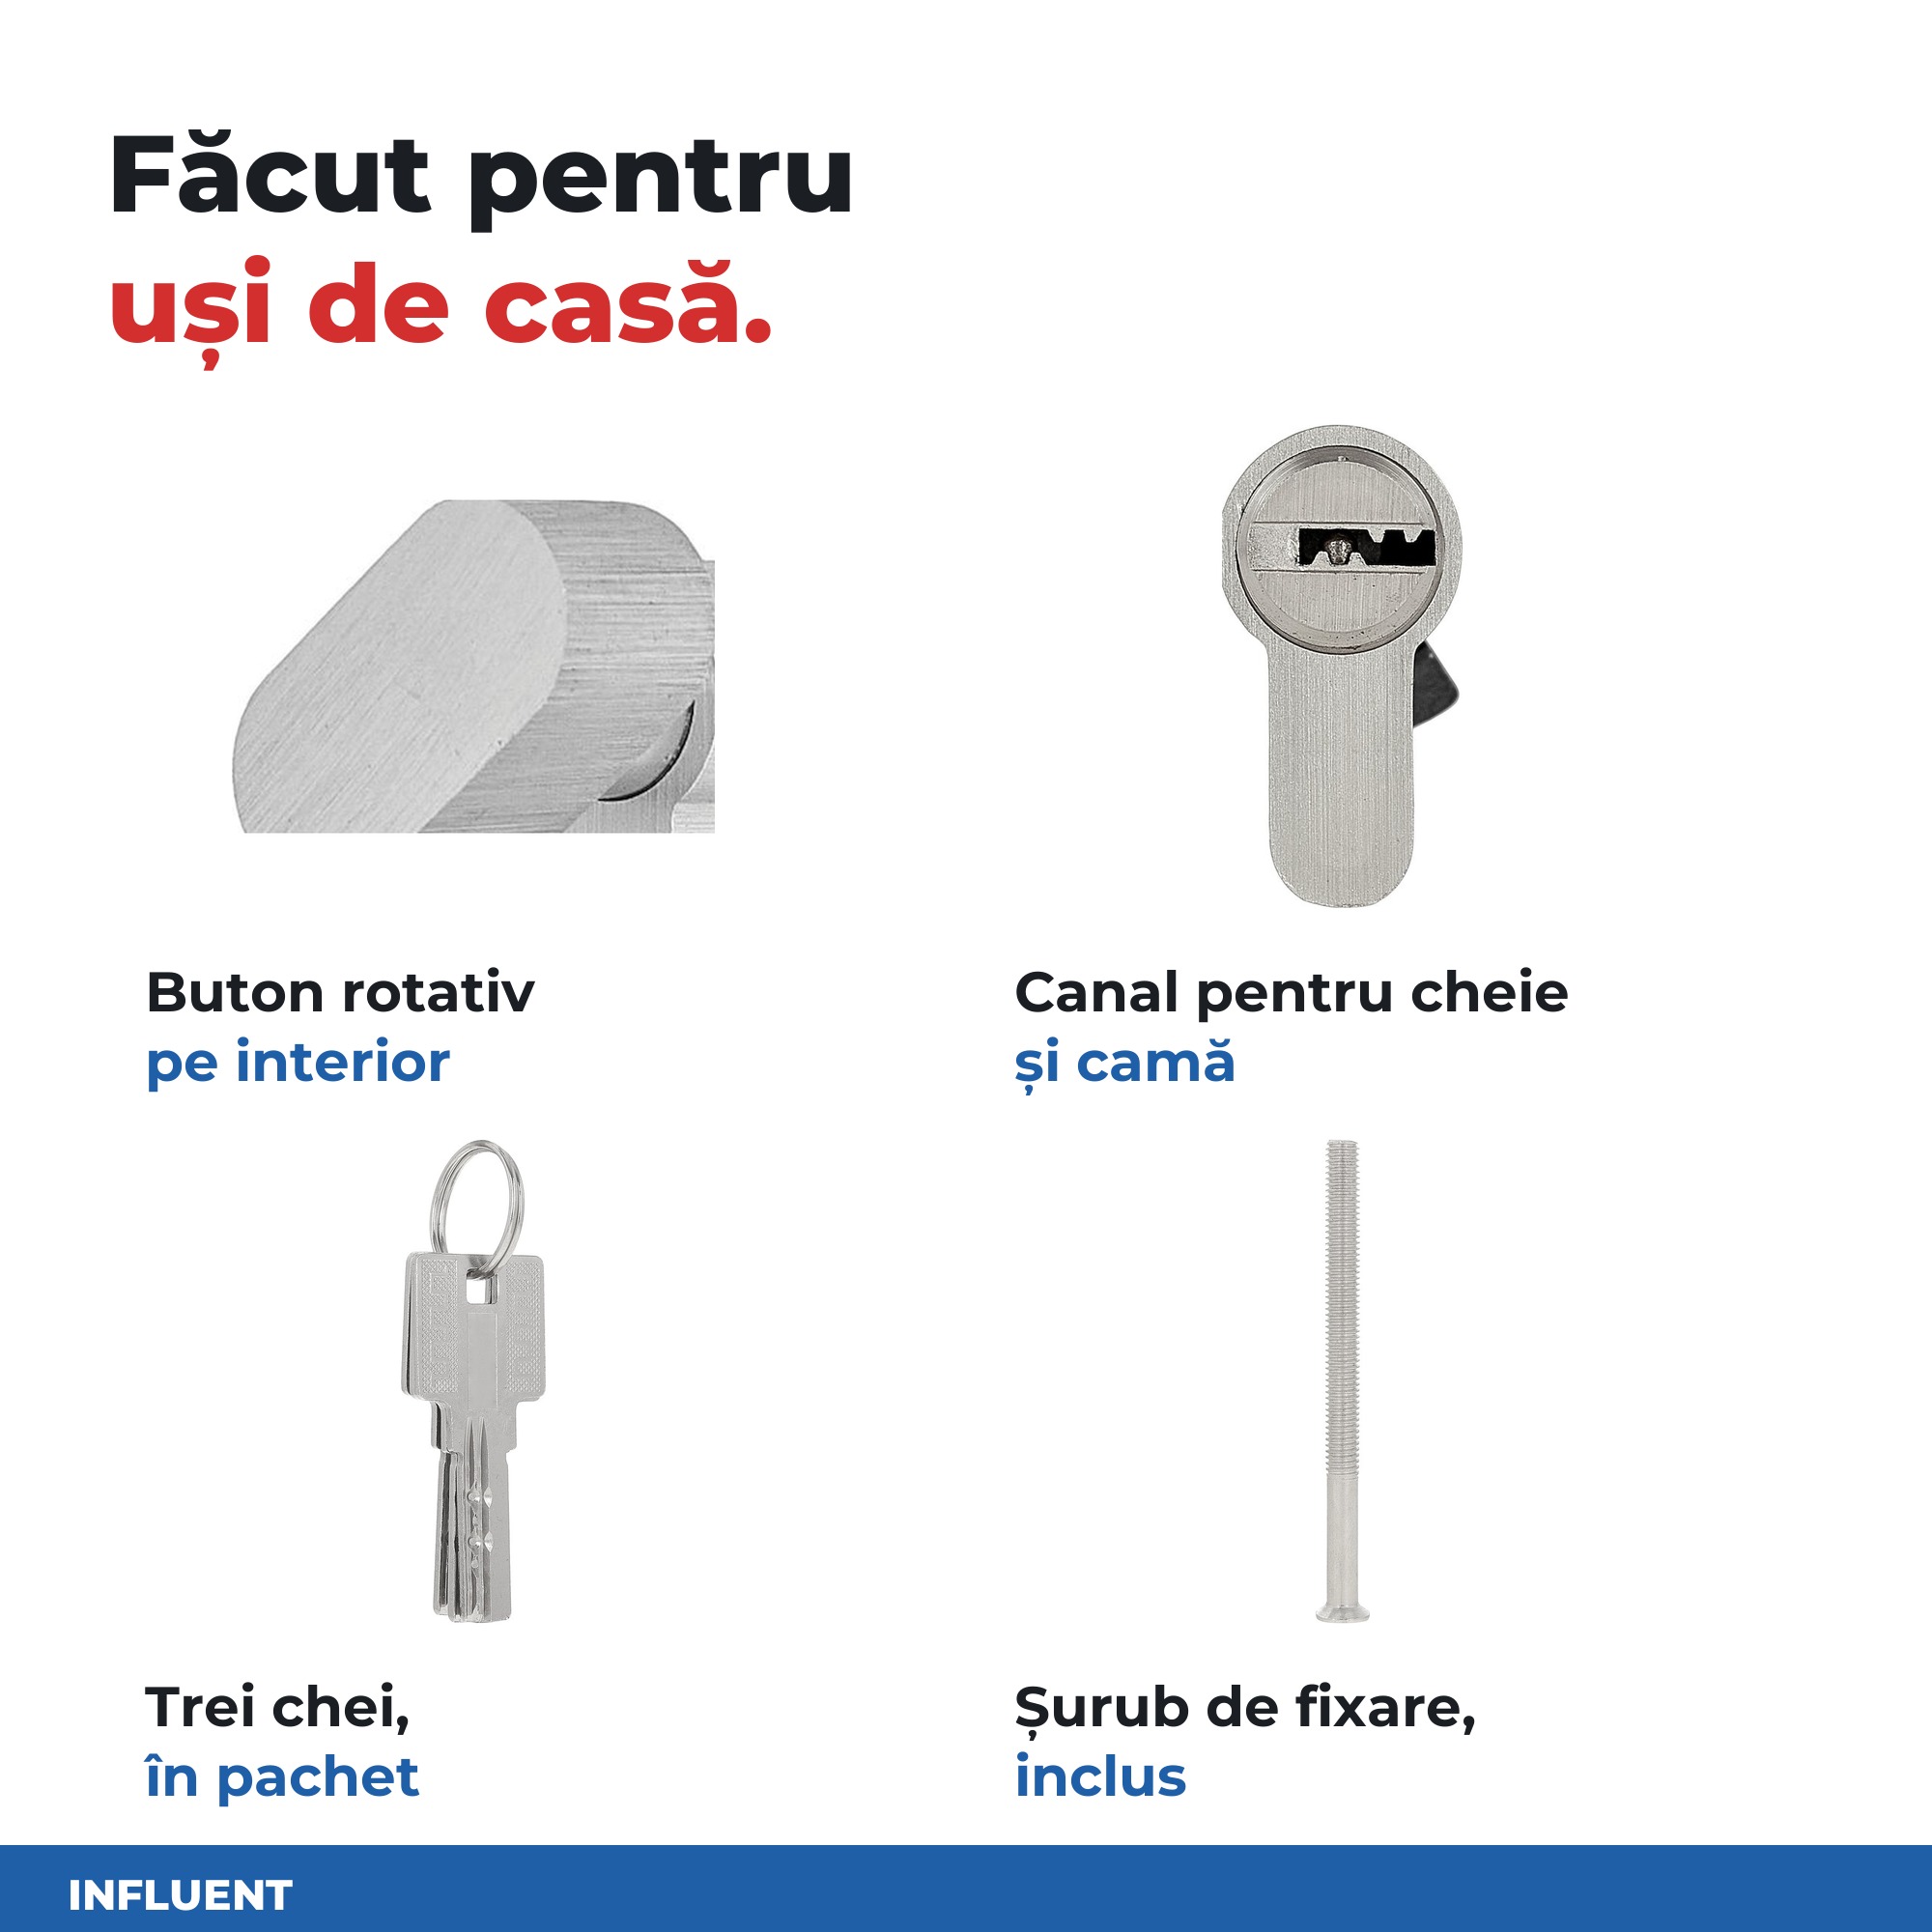 Făcut pentru
uși de casă.
Buton rotativ
pe interior
Canal pentru cheie
și camă
Trei chei,
în pachet
Șurub de fixare,
inclus
INFLUENT